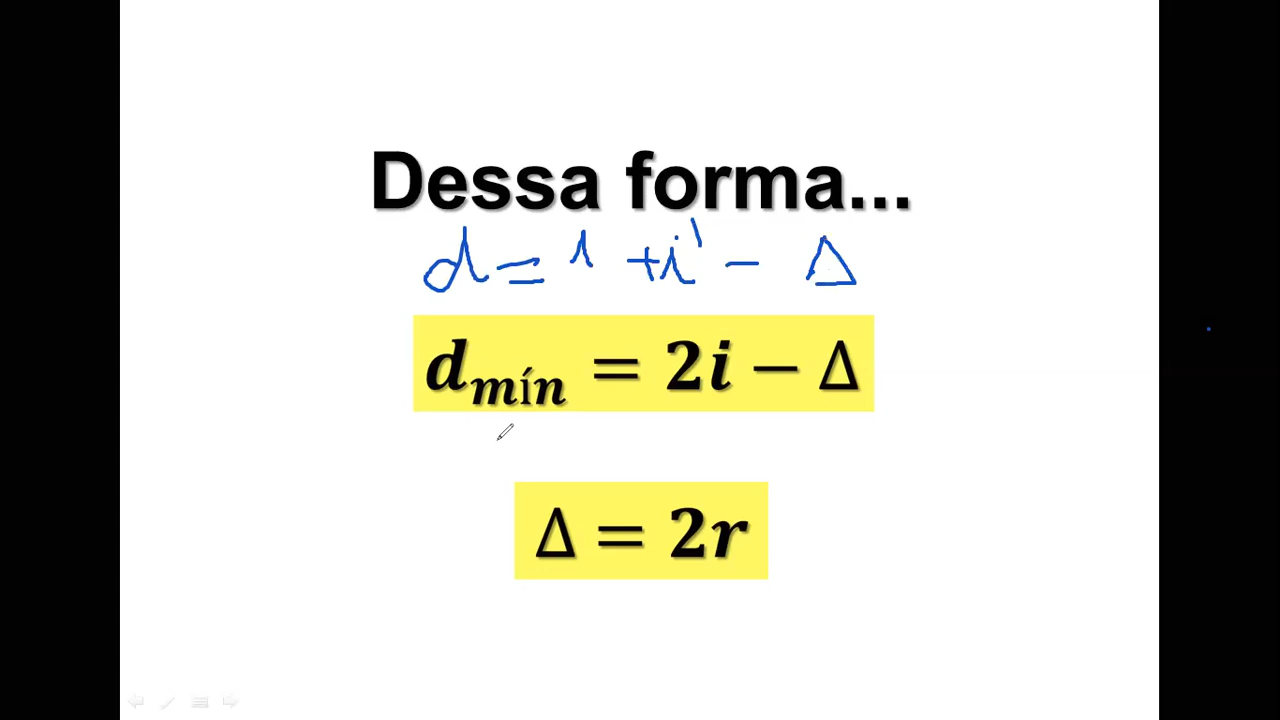 Dessa forma...
d = i + i' - Δ
d_mín = 2i − Δ
Δ = 2r